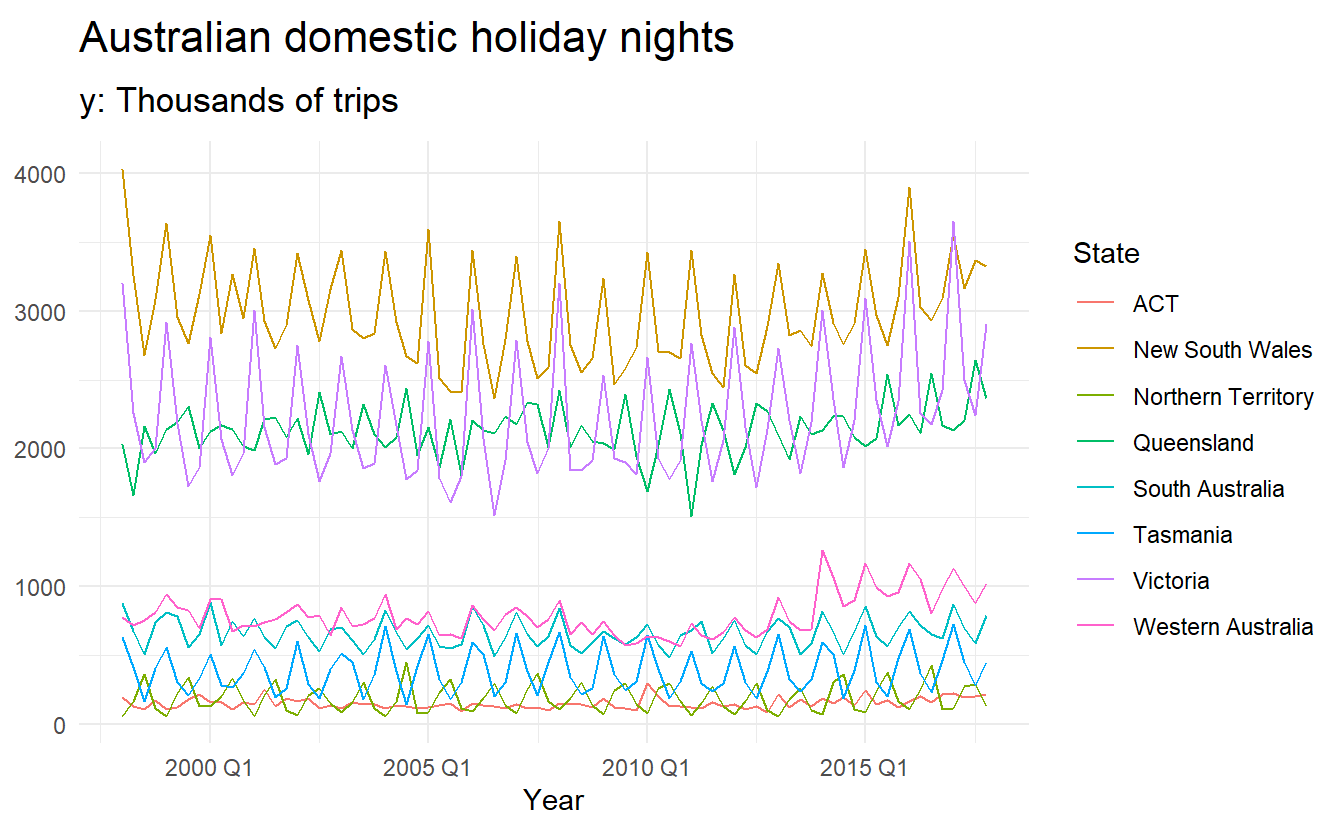 Australian domestic holiday nights
y: Thousands of trips
4000
3000
2000
1000
0
2000 Q1
2005 Q1
2010 Q1
2015 Q1
Year
State
ACT
New South Wales
Northern Territory
Queensland
South Australia
Tasmania
Victoria
Western Australia